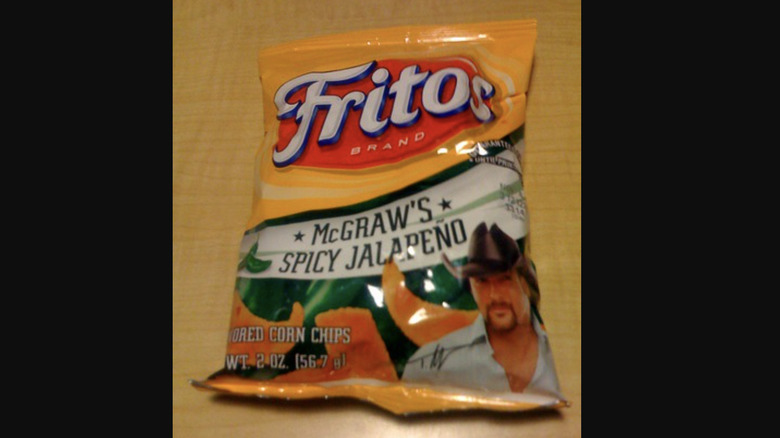 Fritos
BRAND
McGRAW'S
SPICY JALAPEÑO
ORED CORN CHIPS
WT. 2 OZ. (56.7 g)